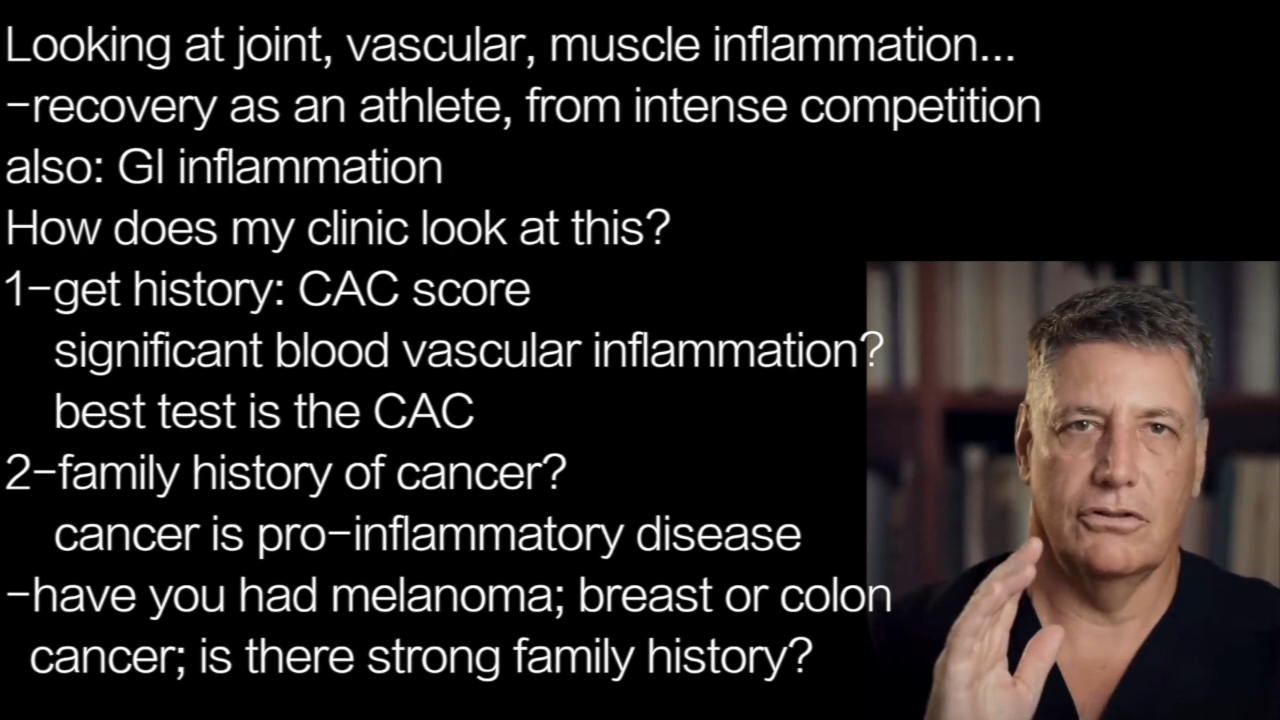 Looking at joint, vascular, muscle inflammation...
-recovery as an athlete, from intense competition
also: GI inflammation
How does my clinic look at this?
1-get history: CAC score
significant blood vascular inflammation?
best test is the CAC
2-family history of cancer?
cancer is pro-inflammatory disease
-have you had melanoma; breast or colon
cancer; is there strong family history?